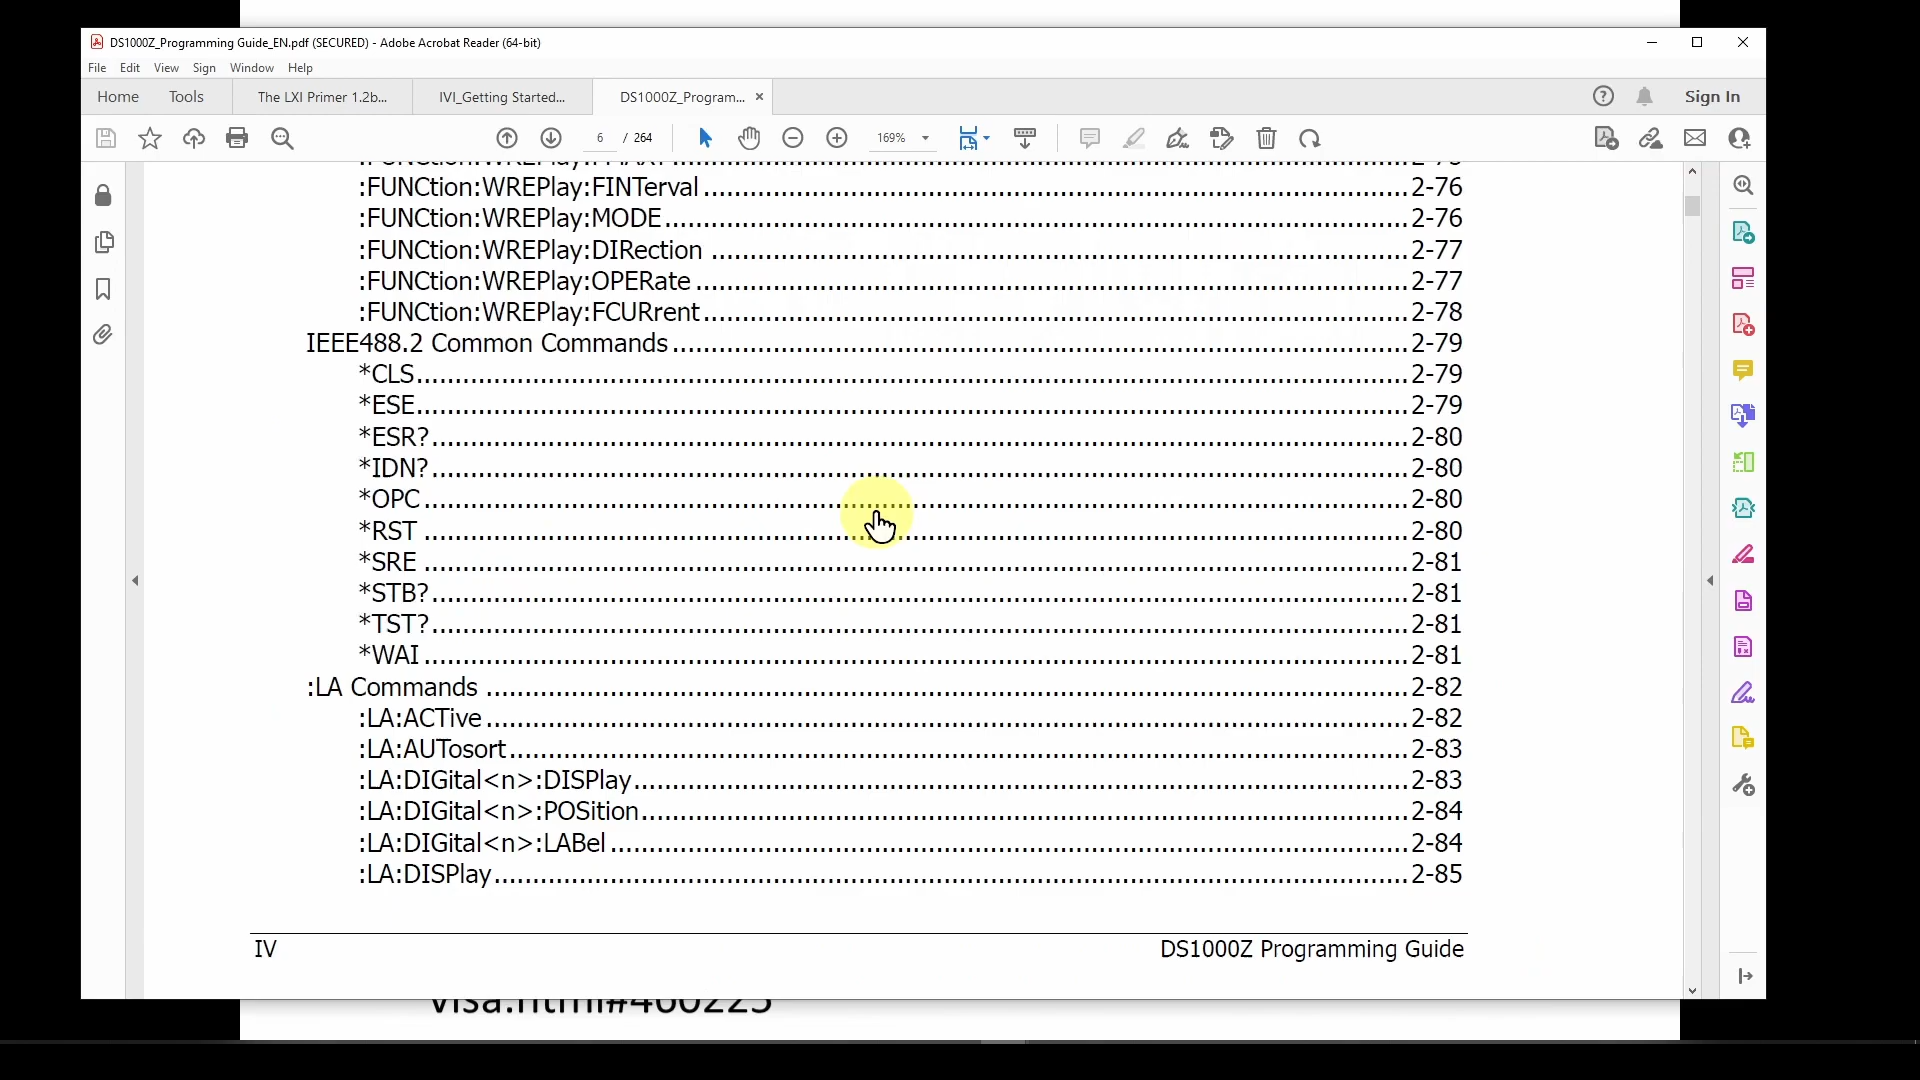 DS1000Z_Programming Guide_EN.pdf (SECURED) - Adobe Acrobat Reader (64-bit)
File Edit View Sign Window Help
Home Tools The LXI Primer 1.2b... IVI_Getting Started... DS1000Z_Program... Sign In
6 / 264 169%
:FUNCtion:WREPlay:FINTerval ........ 2-76
:FUNCtion:WREPlay:MODE ........ 2-76
:FUNCtion:WREPlay:DIRection ........ 2-77
:FUNCtion:WREPlay:OPERate ........ 2-77
:FUNCtion:WREPlay:FCURrent ........ 2-78
IEEE488.2 Common Commands ........ 2-79
*CLS ........ 2-79
*ESE ........ 2-79
*ESR? ........ 2-80
*IDN? ........ 2-80
*OPC ........ 2-80
*RST ........ 2-80
*SRE ........ 2-81
*STB? ........ 2-81
*TST? ........ 2-81
*WAI ........ 2-81
:LA Commands ........ 2-82
:LA:ACTive ........ 2-82
:LA:AUTosort ........ 2-83
:LA:DIGital<n>:DISPlay ........ 2-83
:LA:DIGital<n>:POSition ........ 2-84
:LA:DIGital<n>:LABel ........ 2-84
:LA:DISPlay ........ 2-85
IV DS1000Z Programming Guide
visa.html#460225